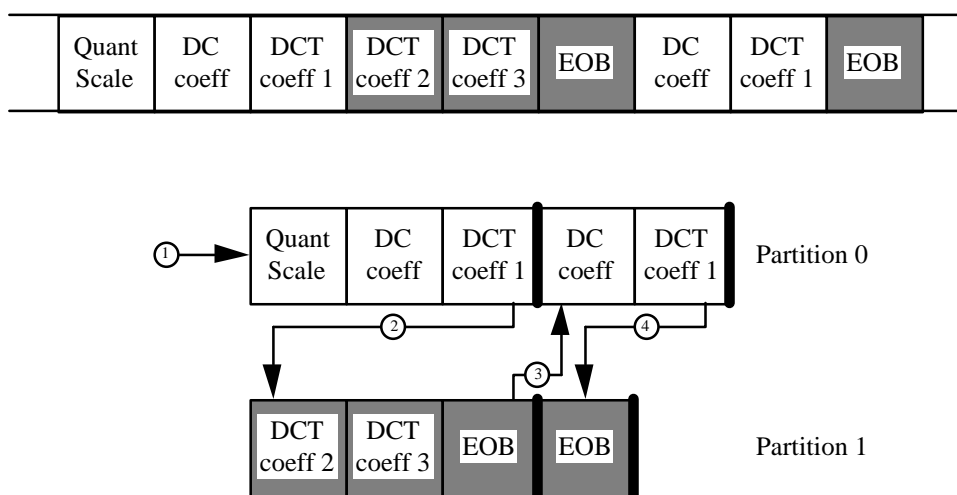 Quant
Scale
DC
coeff
DCT
coeff 1
DCT
coeff 2
DCT
coeff 3
EOB
DC
coeff
DCT
coeff 1
EOB
1
Quant
Scale
DC
coeff
DCT
coeff 1
DC
coeff
DCT
coeff 1
Partition 0
2
4
3
DCT
coeff 2
DCT
coeff 3
EOB
EOB
Partition 1